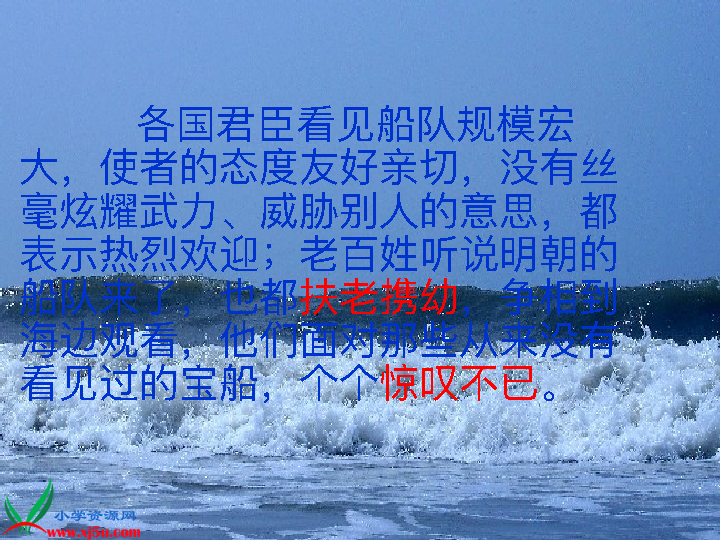 各国君臣看见船队规模宏
大，使者的态度友好亲切，没有丝
毫炫耀武力、威胁别人的意思，都
表示热烈欢迎；老百姓听说明朝的
船队来了，也都扶老携幼，争相到
海边观看，他们面对那些从来没有
看见过的宝船，个个惊叹不已。
小学资源网
www.xj5u.com